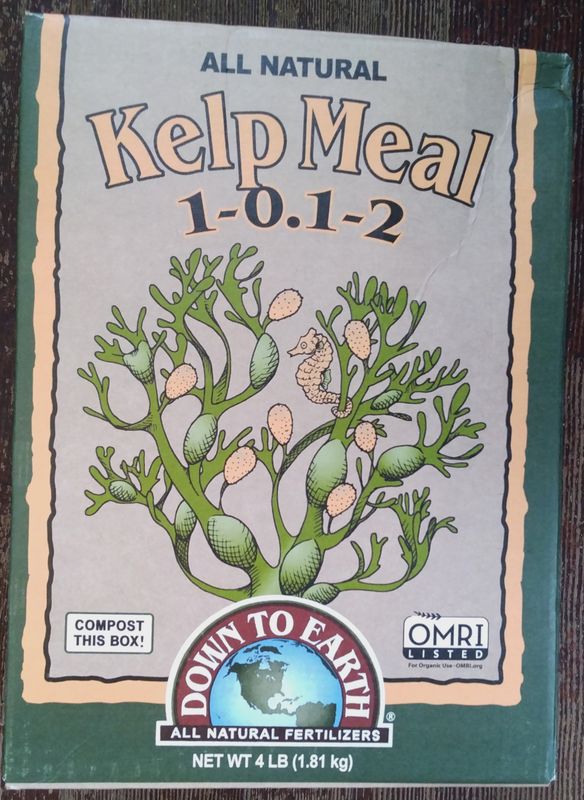 ALL NATURAL
Kelp Meal
1-0.1-2
COMPOST
THIS BOX!
OMRI
LISTED
For Organic Use-OMRI.org
DOWN TO EARTH
®
ALL NATURAL FERTILIZERS
NET WT 4 LB (1.81 kg)